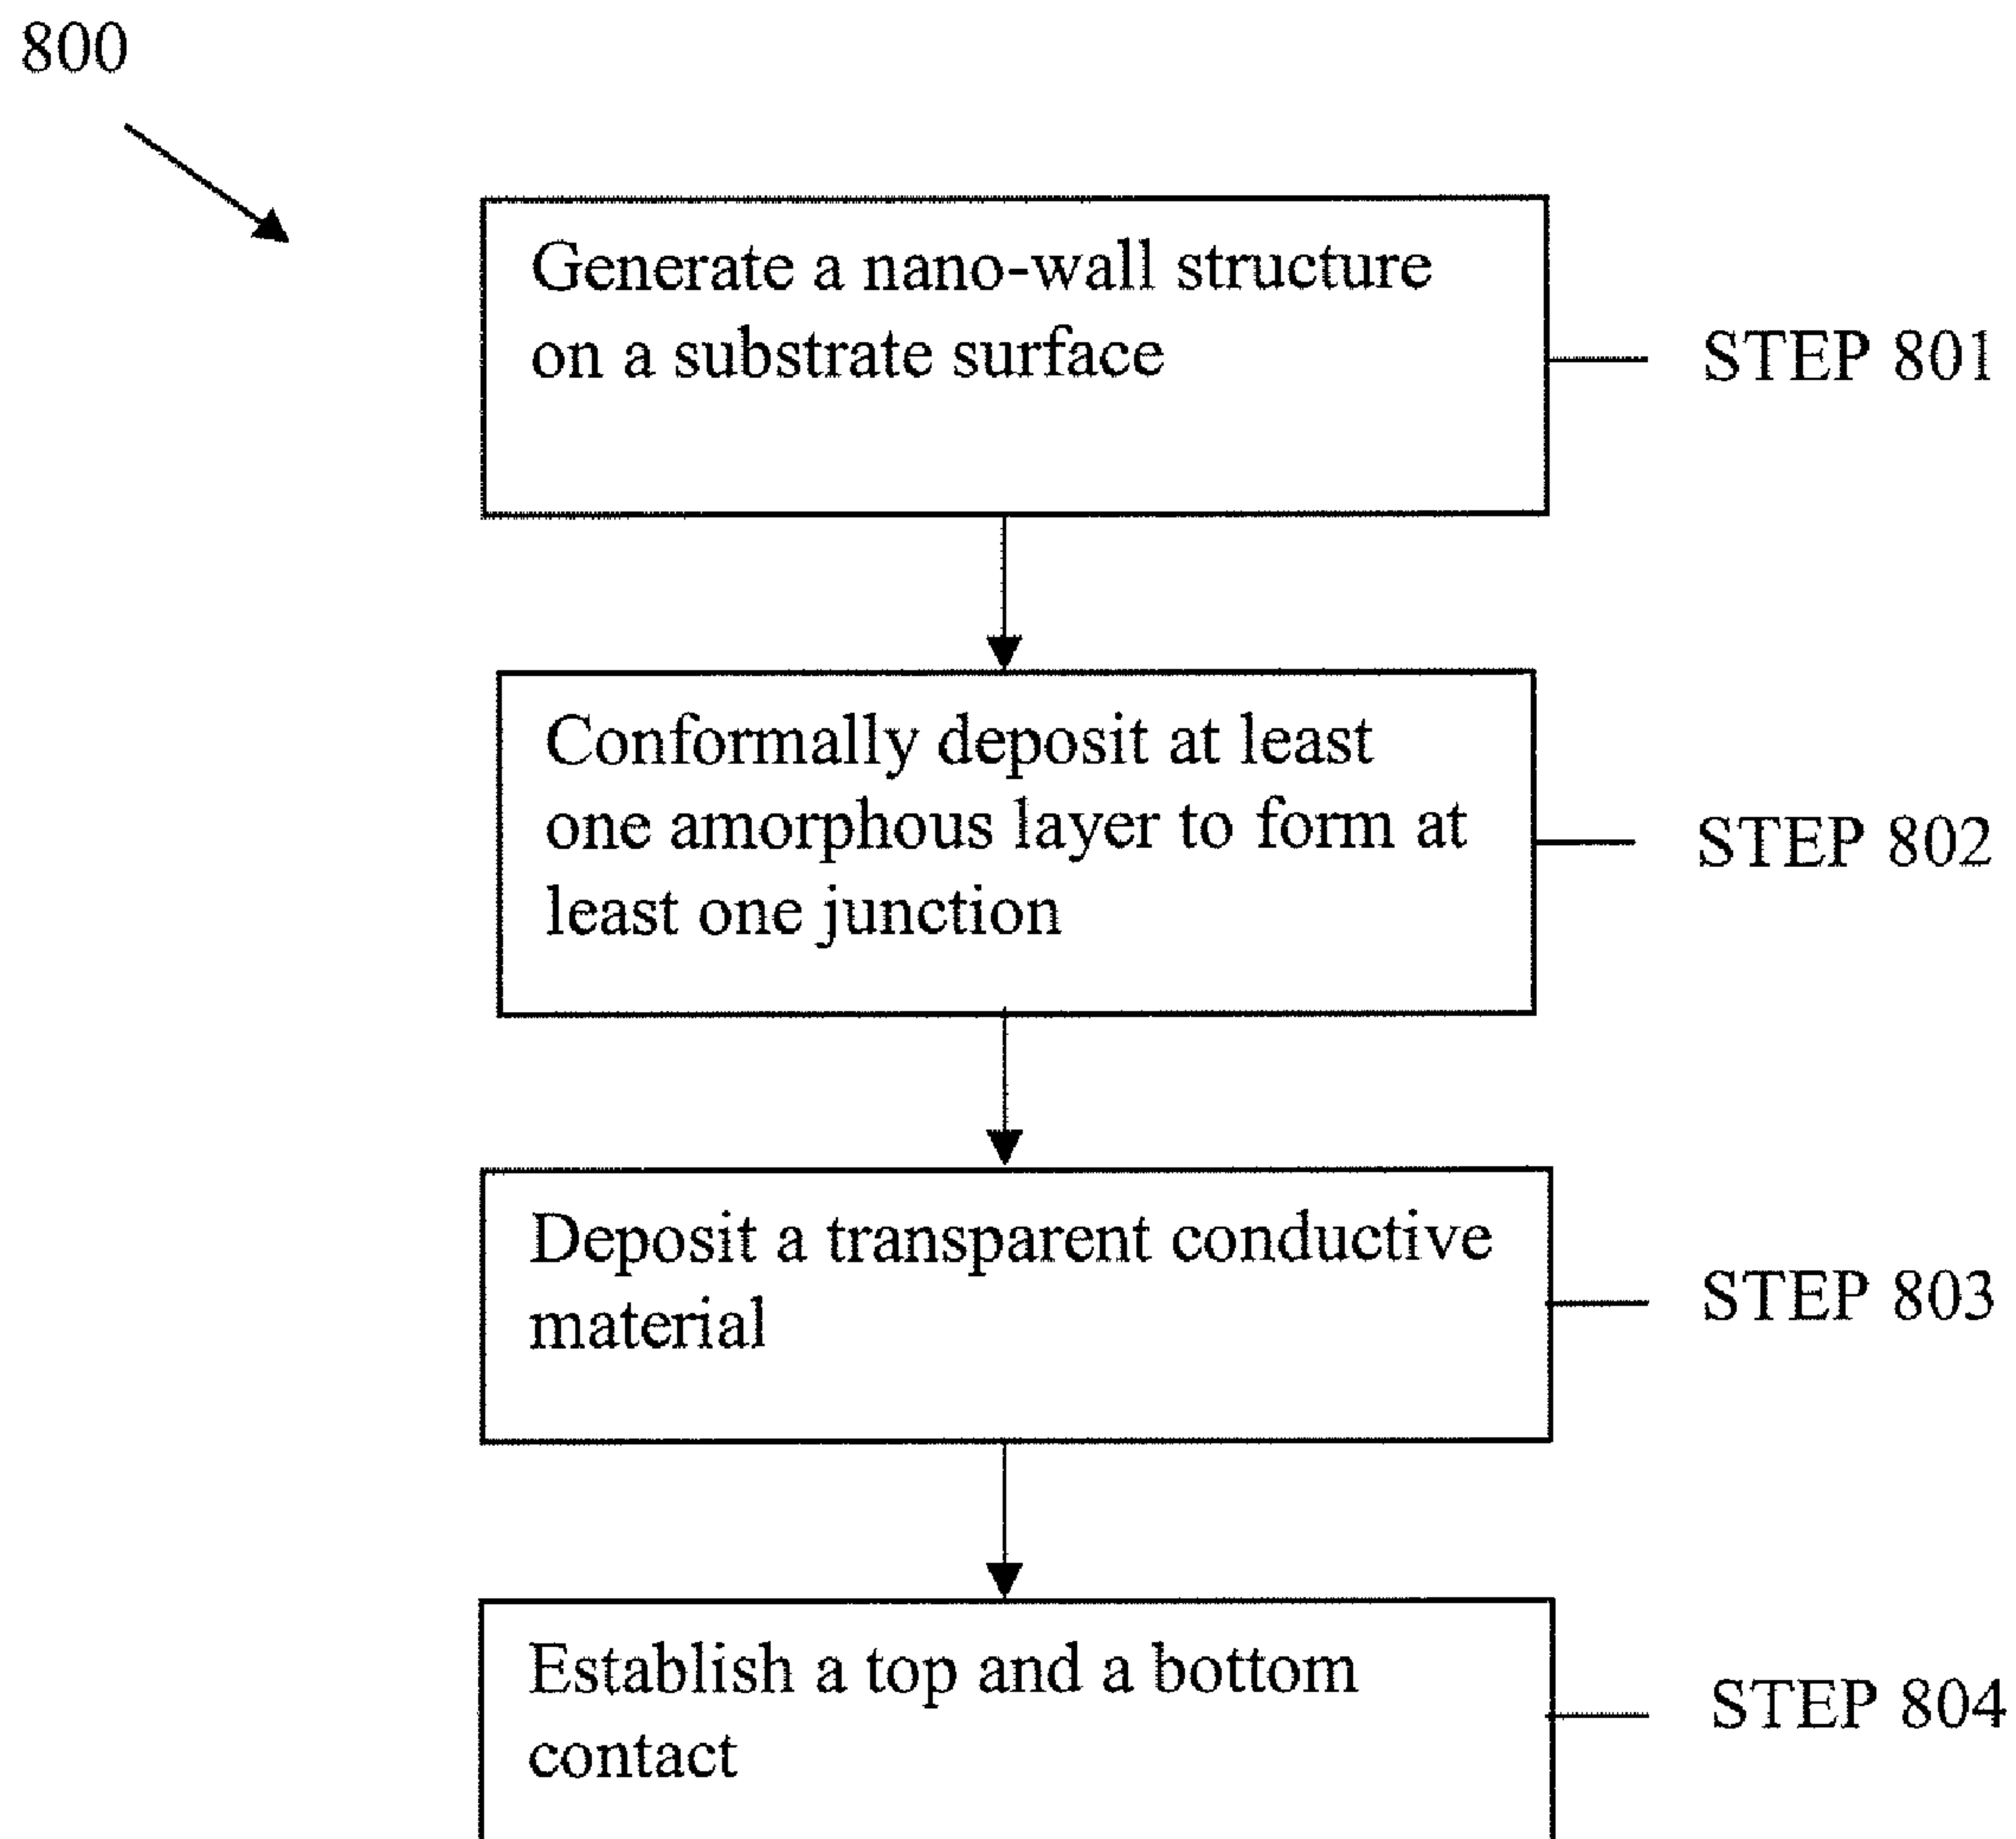 800
Generate a nano-wall structure
on a substrate surface
STEP 801
Conformally deposit at least
one amorphous layer to form at
least one junction
STEP 802
Deposit a transparent conductive
material
STEP 803
Establish a top and a bottom
contact
STEP 804